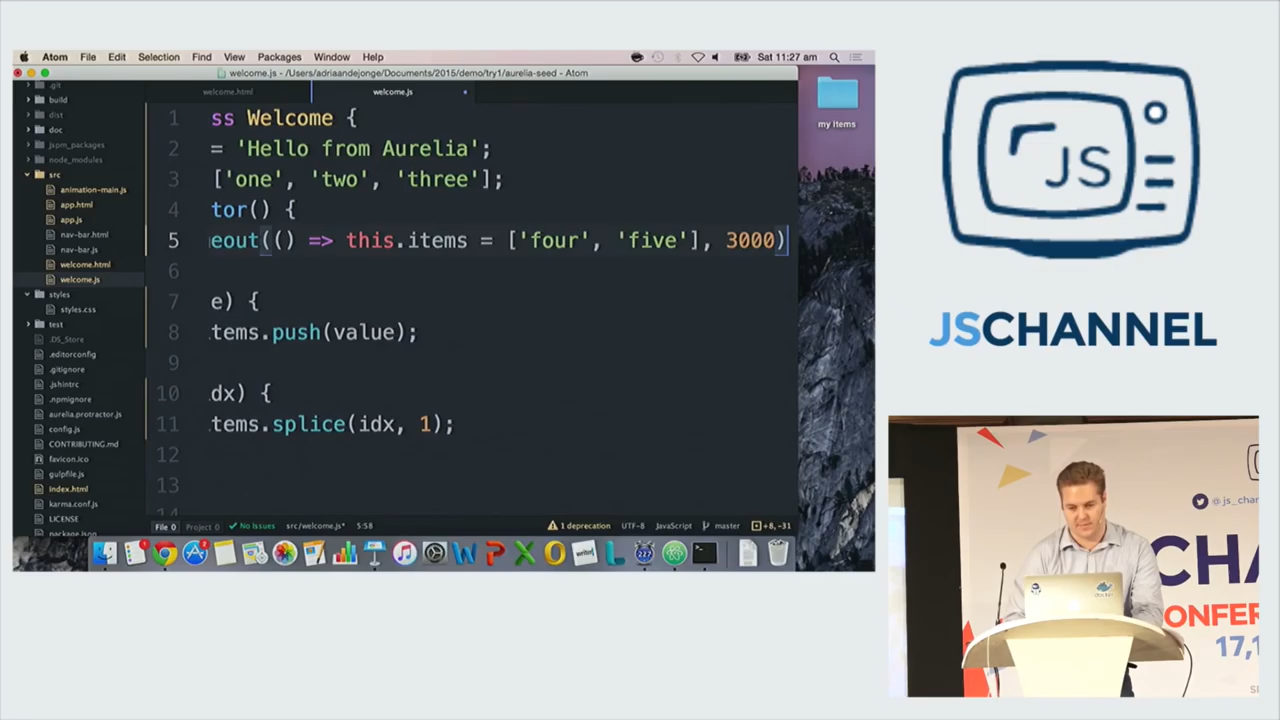 Atom File Edit Selection Find View Packages Window Help Sat 11:27 am
welcome.js - /Users/adriaandejonge/Documents/2015/demo/try1/aurelia-seed - Atom
.git
build
dist
doc
jspm_packages
node_modules
src
animation-main.js
app.html
app.js
nav-bar.html
nav-bar.js
welcome.html
welcome.js
styles
styles.css
test
.DS_Store
.editorconfig
.gitignore
.jshintrc
.npmignore
aurelia.protractor.js
config.js
CONTRIBUTING.md
favicon.ico
gulpfile.js
index.html
karma.conf.js
LICENSE
package.json
welcome.html welcome.js
1 ss Welcome {
2 = 'Hello from Aurelia';
3 ['one', 'two', 'three'];
4 tor() {
5 eout(() => this.items = ['four', 'five'], 3000)
6
7 e) {
8 tems.push(value);
9
10 dx) {
11 tems.splice(idx, 1);
12
13
14
File 0 Project 0 No Issues src/welcome.js* 5:58 1 deprecation UTF-8 JavaScript master +8, -31
my items
JS
JSCHANNEL
@js_chan
CHA
CONFER
17,1